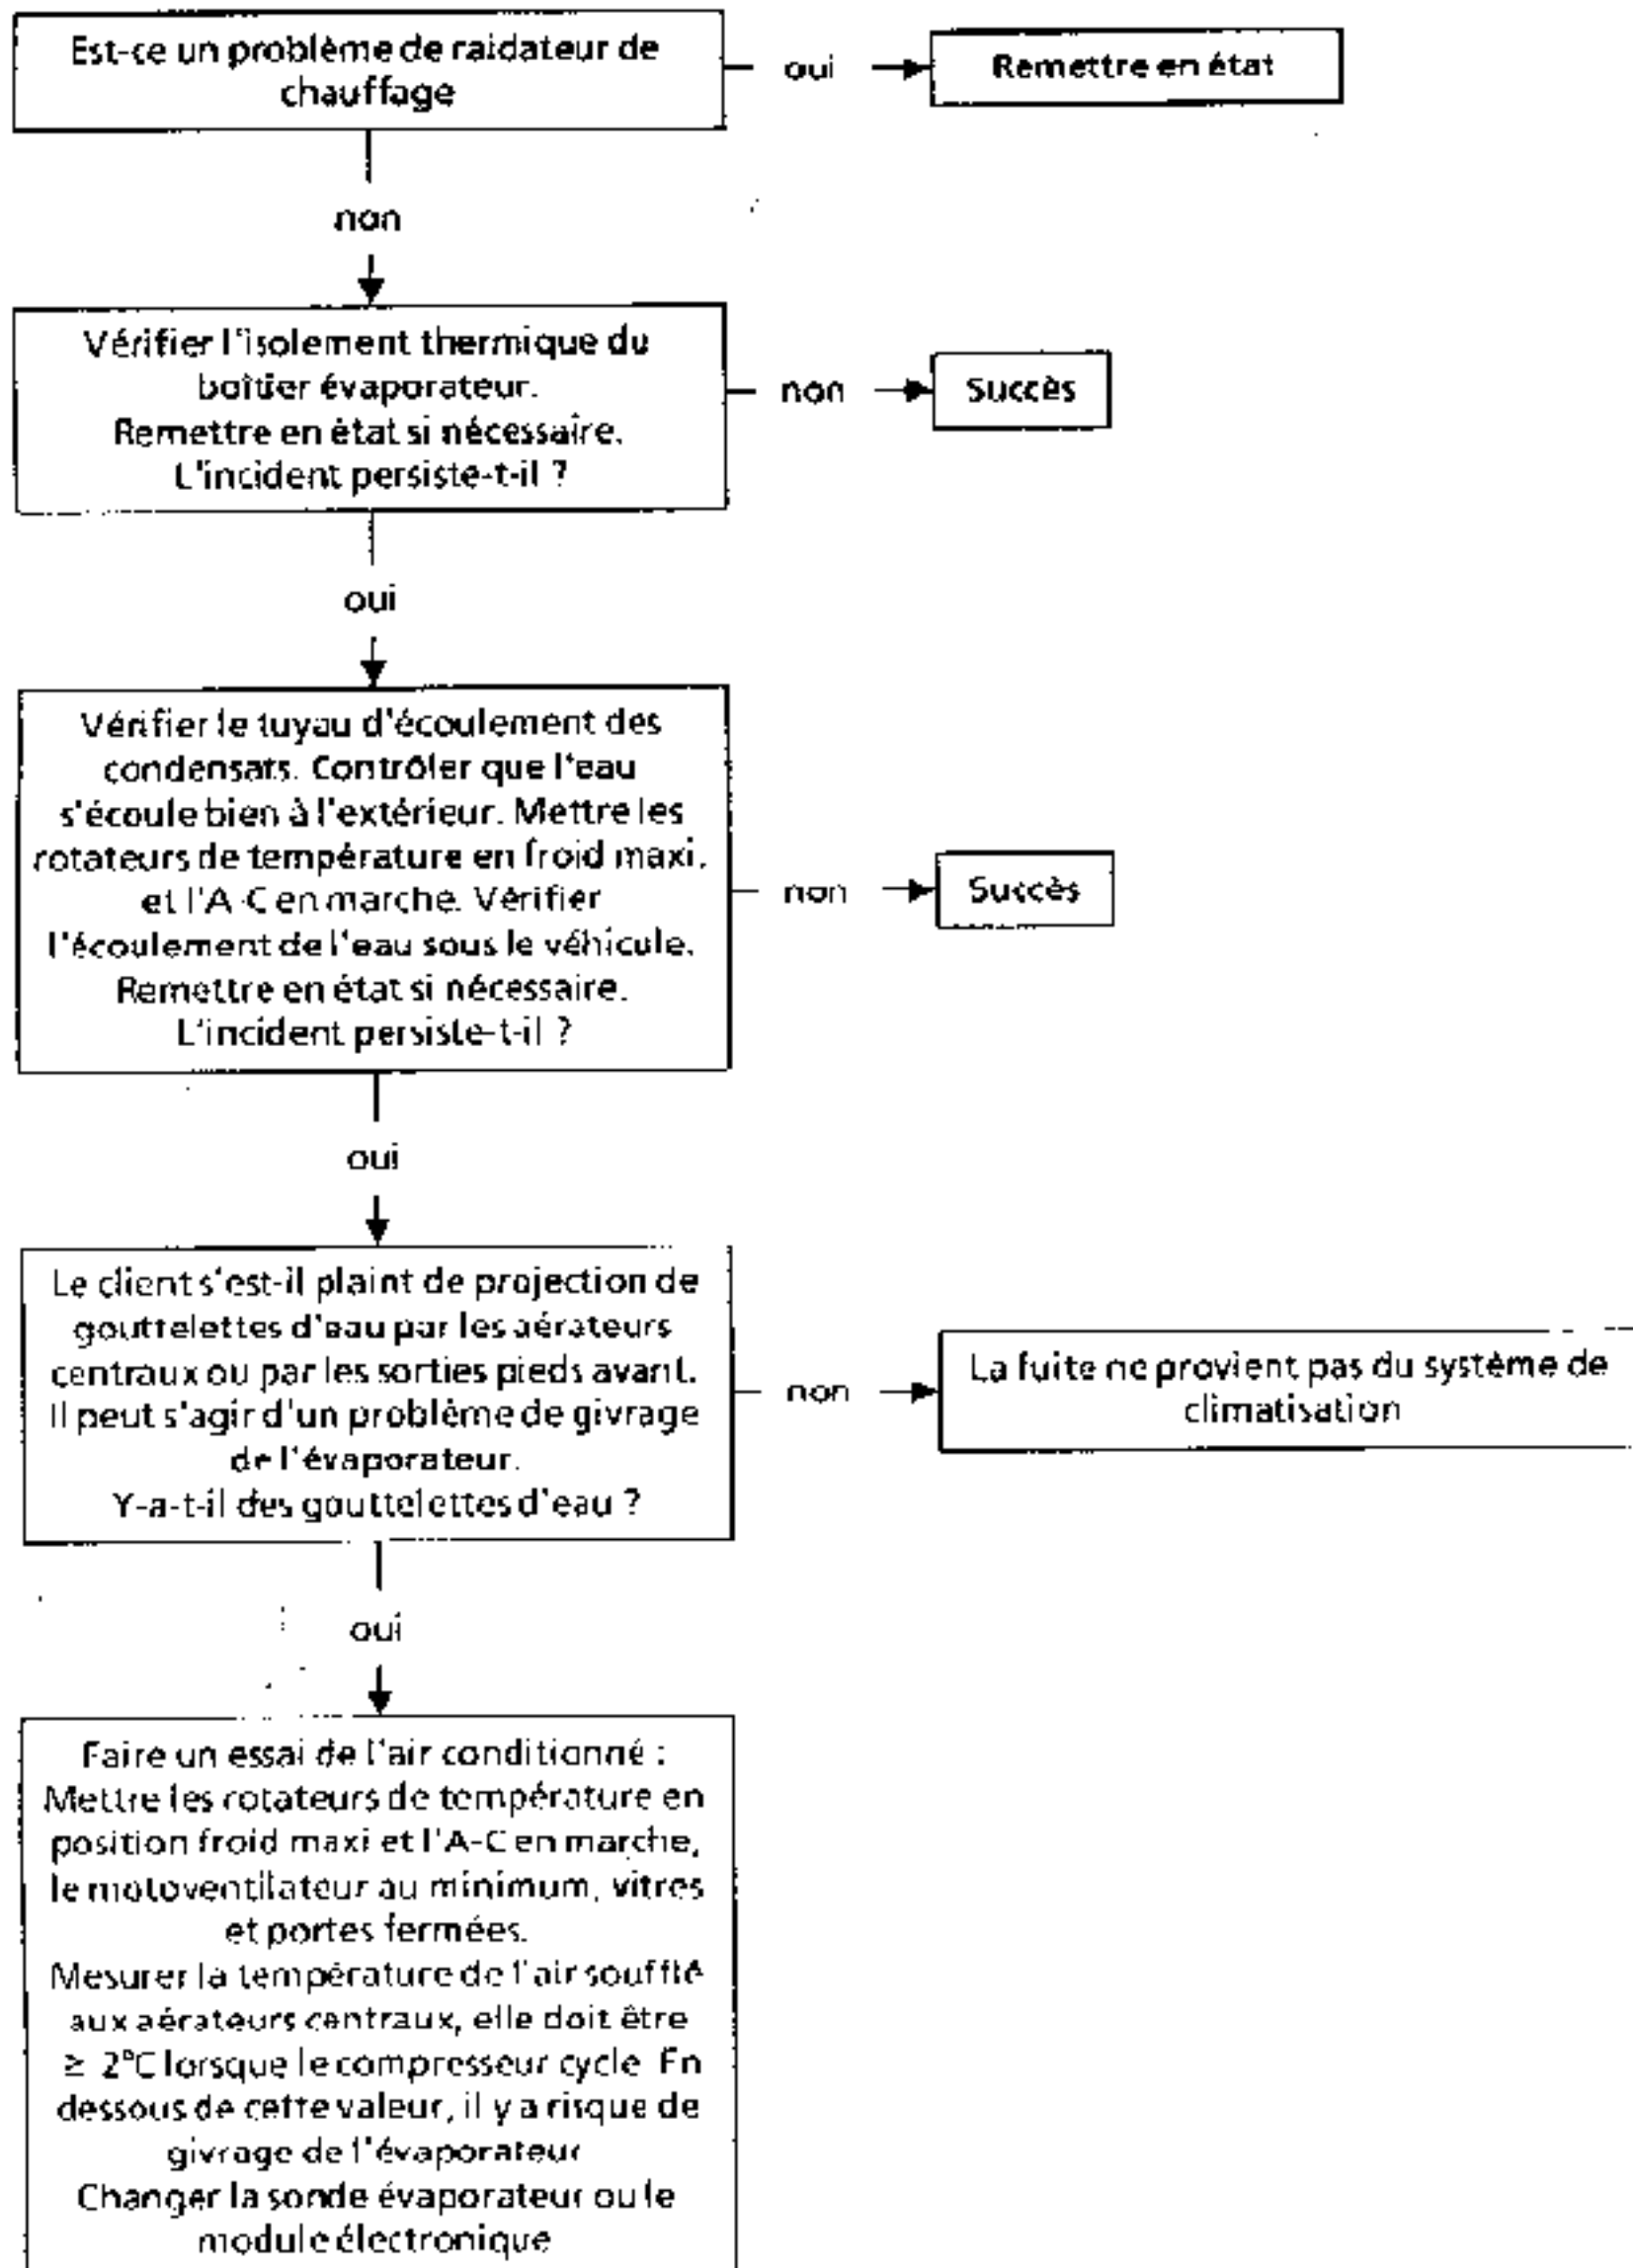 Est-ce un problème de raidateur de
chauffage
oui
Remettre en état
non
Vérifier l'isolement thermique du
boîtier évaporateur.
Remettre en état si nécessaire.
L'incident persiste-t-il ?
non
Succès
oui
Vérifier le tuyau d'écoulement des
condensats. Contrôler que l'eau
s'écoule bien à l'extérieur. Mettre les
rotateurs de température en froid maxi.
et l'A-C en marche. Vérifier
l'écoulement de l'eau sous le véhicule.
Remettre en état si nécessaire.
L'incident persiste-t-il ?
non
Succès
oui
Le client s'est-il plaint de projection de
gouttelettes d'eau par les aérateurs
centraux ou par les sorties pieds avant.
Il peut s'agir d'un problème de givrage
de l'évaporateur.
Y-a-t-il des gouttelettes d'eau ?
non
La fuite ne provient pas du système de
climatisation
oui
Faire un essai de l'air conditionné :
Mettre les rotateurs de température en
position froid maxi et l'A-C en marche,
le motoventilateur au minimum, vitres
et portes fermées.
Mesurer la température de l'air soufflé
aux aérateurs centraux, elle doit être
≥ 2°C lorsque le compresseur cycle. En
dessous de cette valeur, il y a risque de
givrage de l'évaporateur
Changer la sonde évaporateur ou le
module électronique